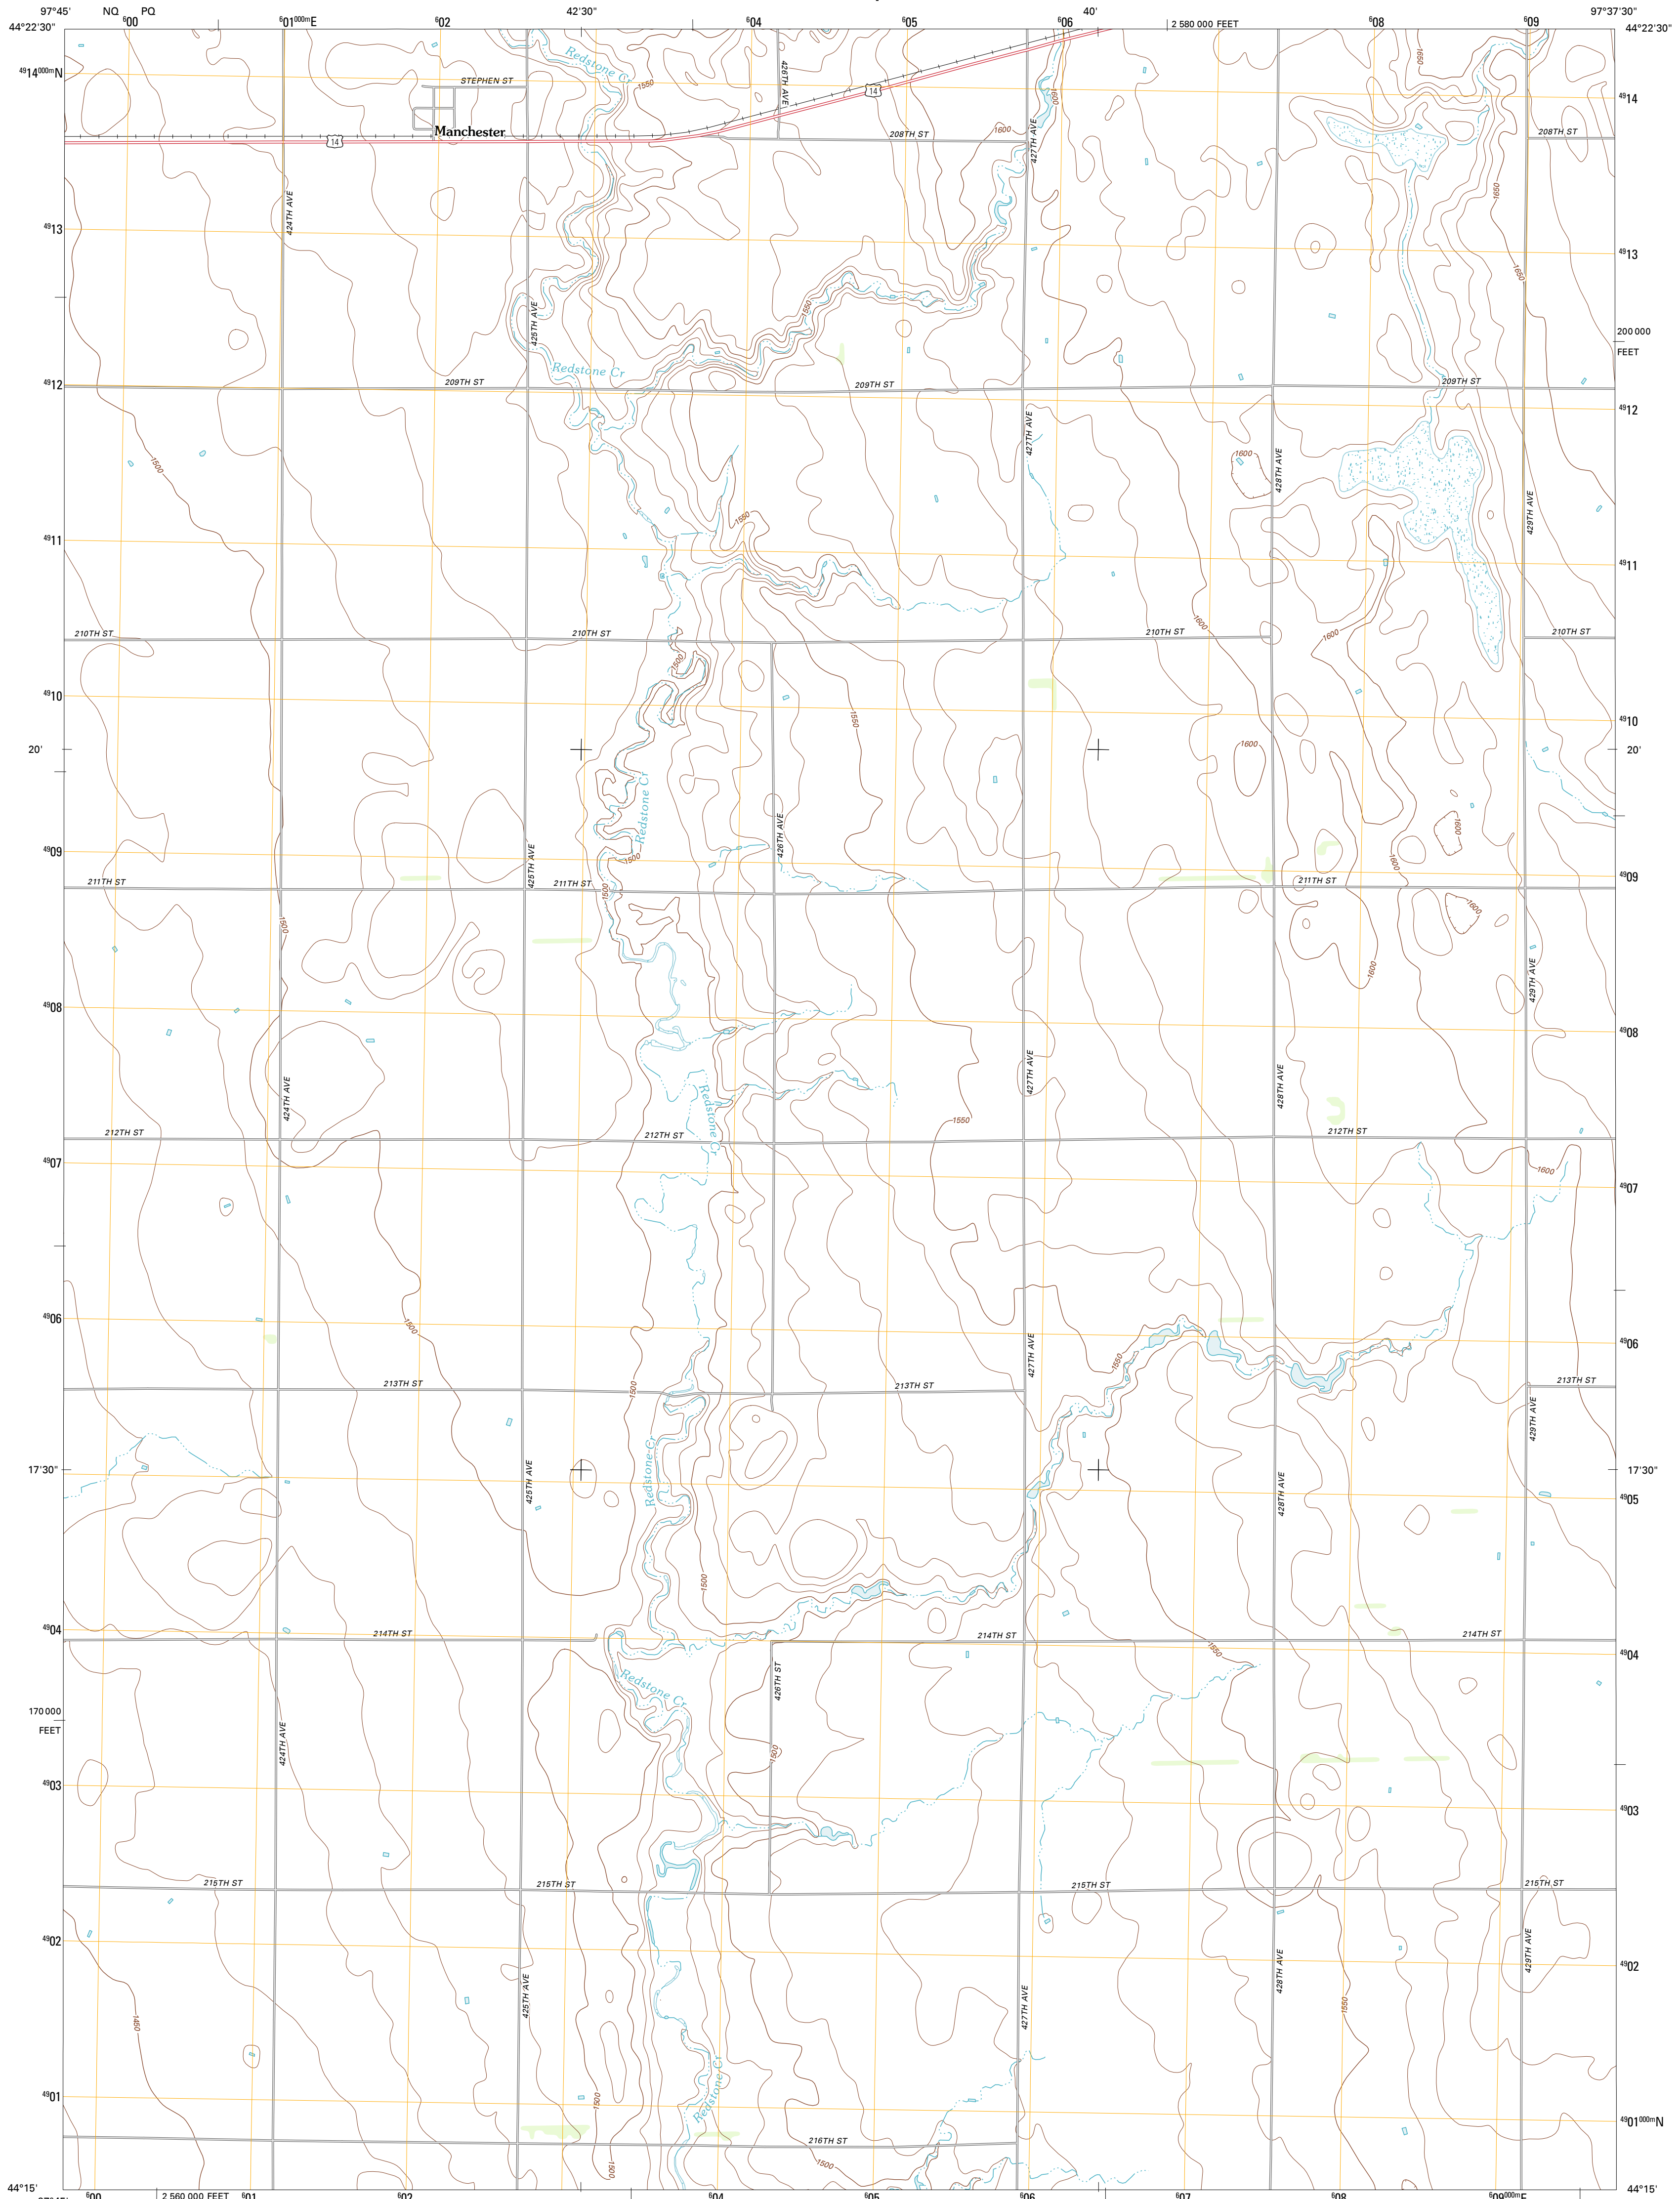 97°45' NQ PQ 42'30" 40' 97°37'30"
44°22'30" ⁶00 ⁶01⁰⁰⁰ᵐE ⁶02 ⁶04 ⁶05 ⁶06 2 580 000 FEET ⁶08 ⁶09 44°22'30"
Redstone Cr
⁴⁹14⁰⁰⁰ᵐN STEPHEN ST 1550 426TH AVE 14 1600 1650 ⁴⁹14
Manchester
14 208TH ST 1600 427TH AVE 208TH ST
424TH AVE 1650
⁴⁹13 ⁴⁹13
1650
425TH AVE 1550 200 000
FEET
Redstone Cr
⁴⁹12 209TH ST 209TH ST 209TH ST ⁴⁹12
427TH AVE
1500 1600 428TH AVE
1550 429TH AVE
⁴⁹11 ⁴⁹11
1600
210TH ST 210TH ST 210TH ST 1600 210TH ST
1500
⁴⁹10 1550 ⁴⁹10
20' 1600 20'
Redstone Cr
426TH AVE 1600
⁴⁹09 425TH AVE 1500 1600 ⁴⁹09
211TH ST 211TH ST 211TH ST
1500 1600
1500
1600 429TH AVE
⁴⁹08 ⁴⁹08
424TH AVE 427TH AVE 428TH AVE
Redstone Cr 1550
212TH ST 212TH ST 212TH ST
⁴⁹07 1600 ⁴⁹07
⁴⁹06 1500 427TH AVE ⁴⁹06
1550
213TH ST 1500 213TH ST 213TH ST
429TH AVE
17'30" 425TH AVE Redstone Cr 428TH AVE 17'30"
⁴⁹05
1500
⁴⁹04 214TH ST 214TH ST 214TH ST ⁴⁹04
1550
Redstone Cr 426TH ST
170 000
FEET
424TH AVE 1500
⁴⁹03 ⁴⁹03
215TH ST 215TH ST 215TH ST 215TH ST
⁴⁹02 429TH AVE ⁴⁹02
425TH AVE 427TH AVE 428TH AVE
1450 1550
⁴⁹01 1500 Redstone Cr ⁴⁹01⁰⁰⁰ᵐN
216TH ST
1500 1500
44°15' 44°15'
⁶00 2 560 000 FEET ⁶01 ⁶02 ⁶04 ⁶05 ⁶06 ⁶07 ⁶08 ⁶09⁰⁰⁰ᵐE